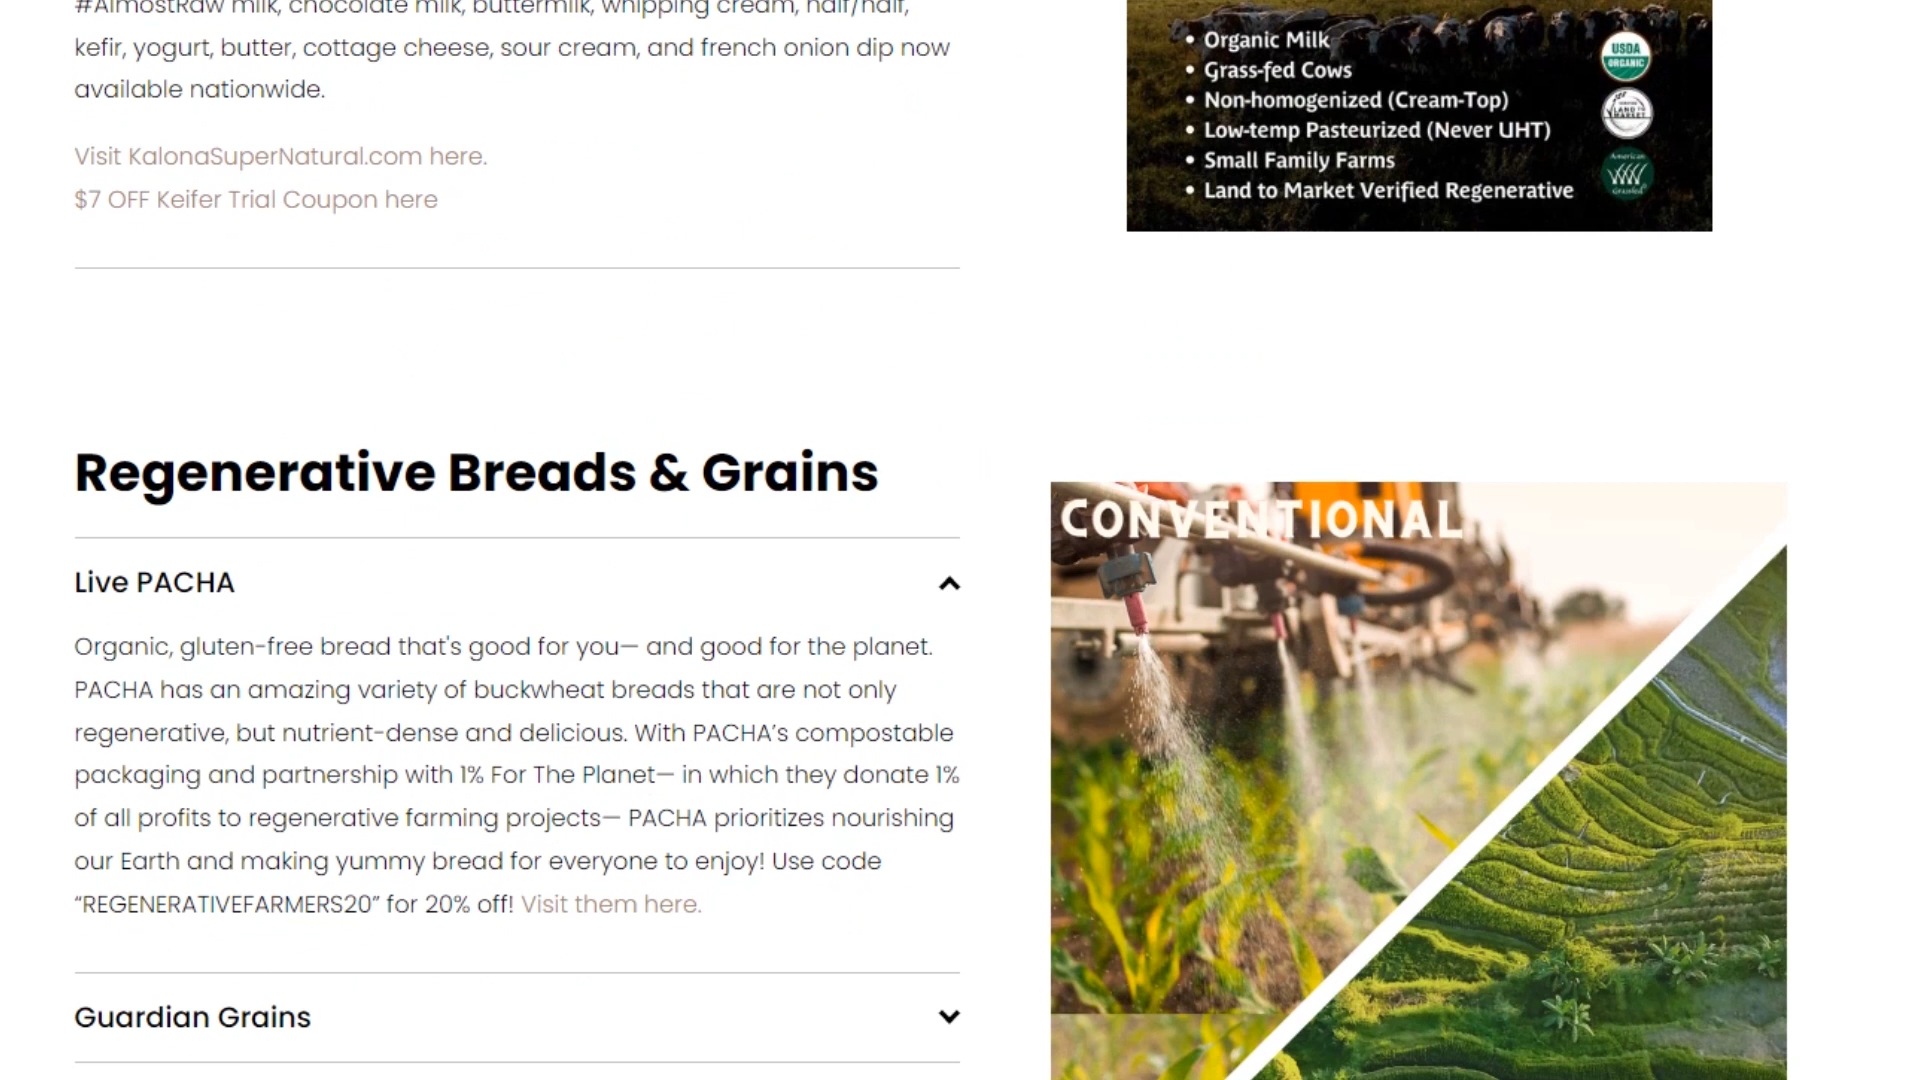 #AlmostRaw milk, chocolate milk, buttermilk, whipping cream, half/half,
kefir, yogurt, butter, cottage cheese, sour cream, and french onion dip now
available nationwide.
Visit KalonaSuperNatural.com here.
$7 OFF Keifer Trial Coupon here
• Organic Milk
• Grass-fed Cows
• Non-homogenized (Cream-Top)
• Low-temp Pasteurized (Never UHT)
• Small Family Farms
• Land to Market Verified Regenerative
USDA
ORGANIC
LAND TO
MARKET
American
Grassfed
Regenerative Breads & Grains
Live PACHA
Organic, gluten-free bread that's good for you— and good for the planet.
PACHA has an amazing variety of buckwheat breads that are not only
regenerative, but nutrient-dense and delicious. With PACHA’s compostable
packaging and partnership with 1% For The Planet— in which they donate 1%
of all profits to regenerative farming projects— PACHA prioritizes nourishing
our Earth and making yummy bread for everyone to enjoy! Use code
“REGENERATIVEFARMERS20” for 20% off! Visit them here.
Guardian Grains
CONVENTIONAL